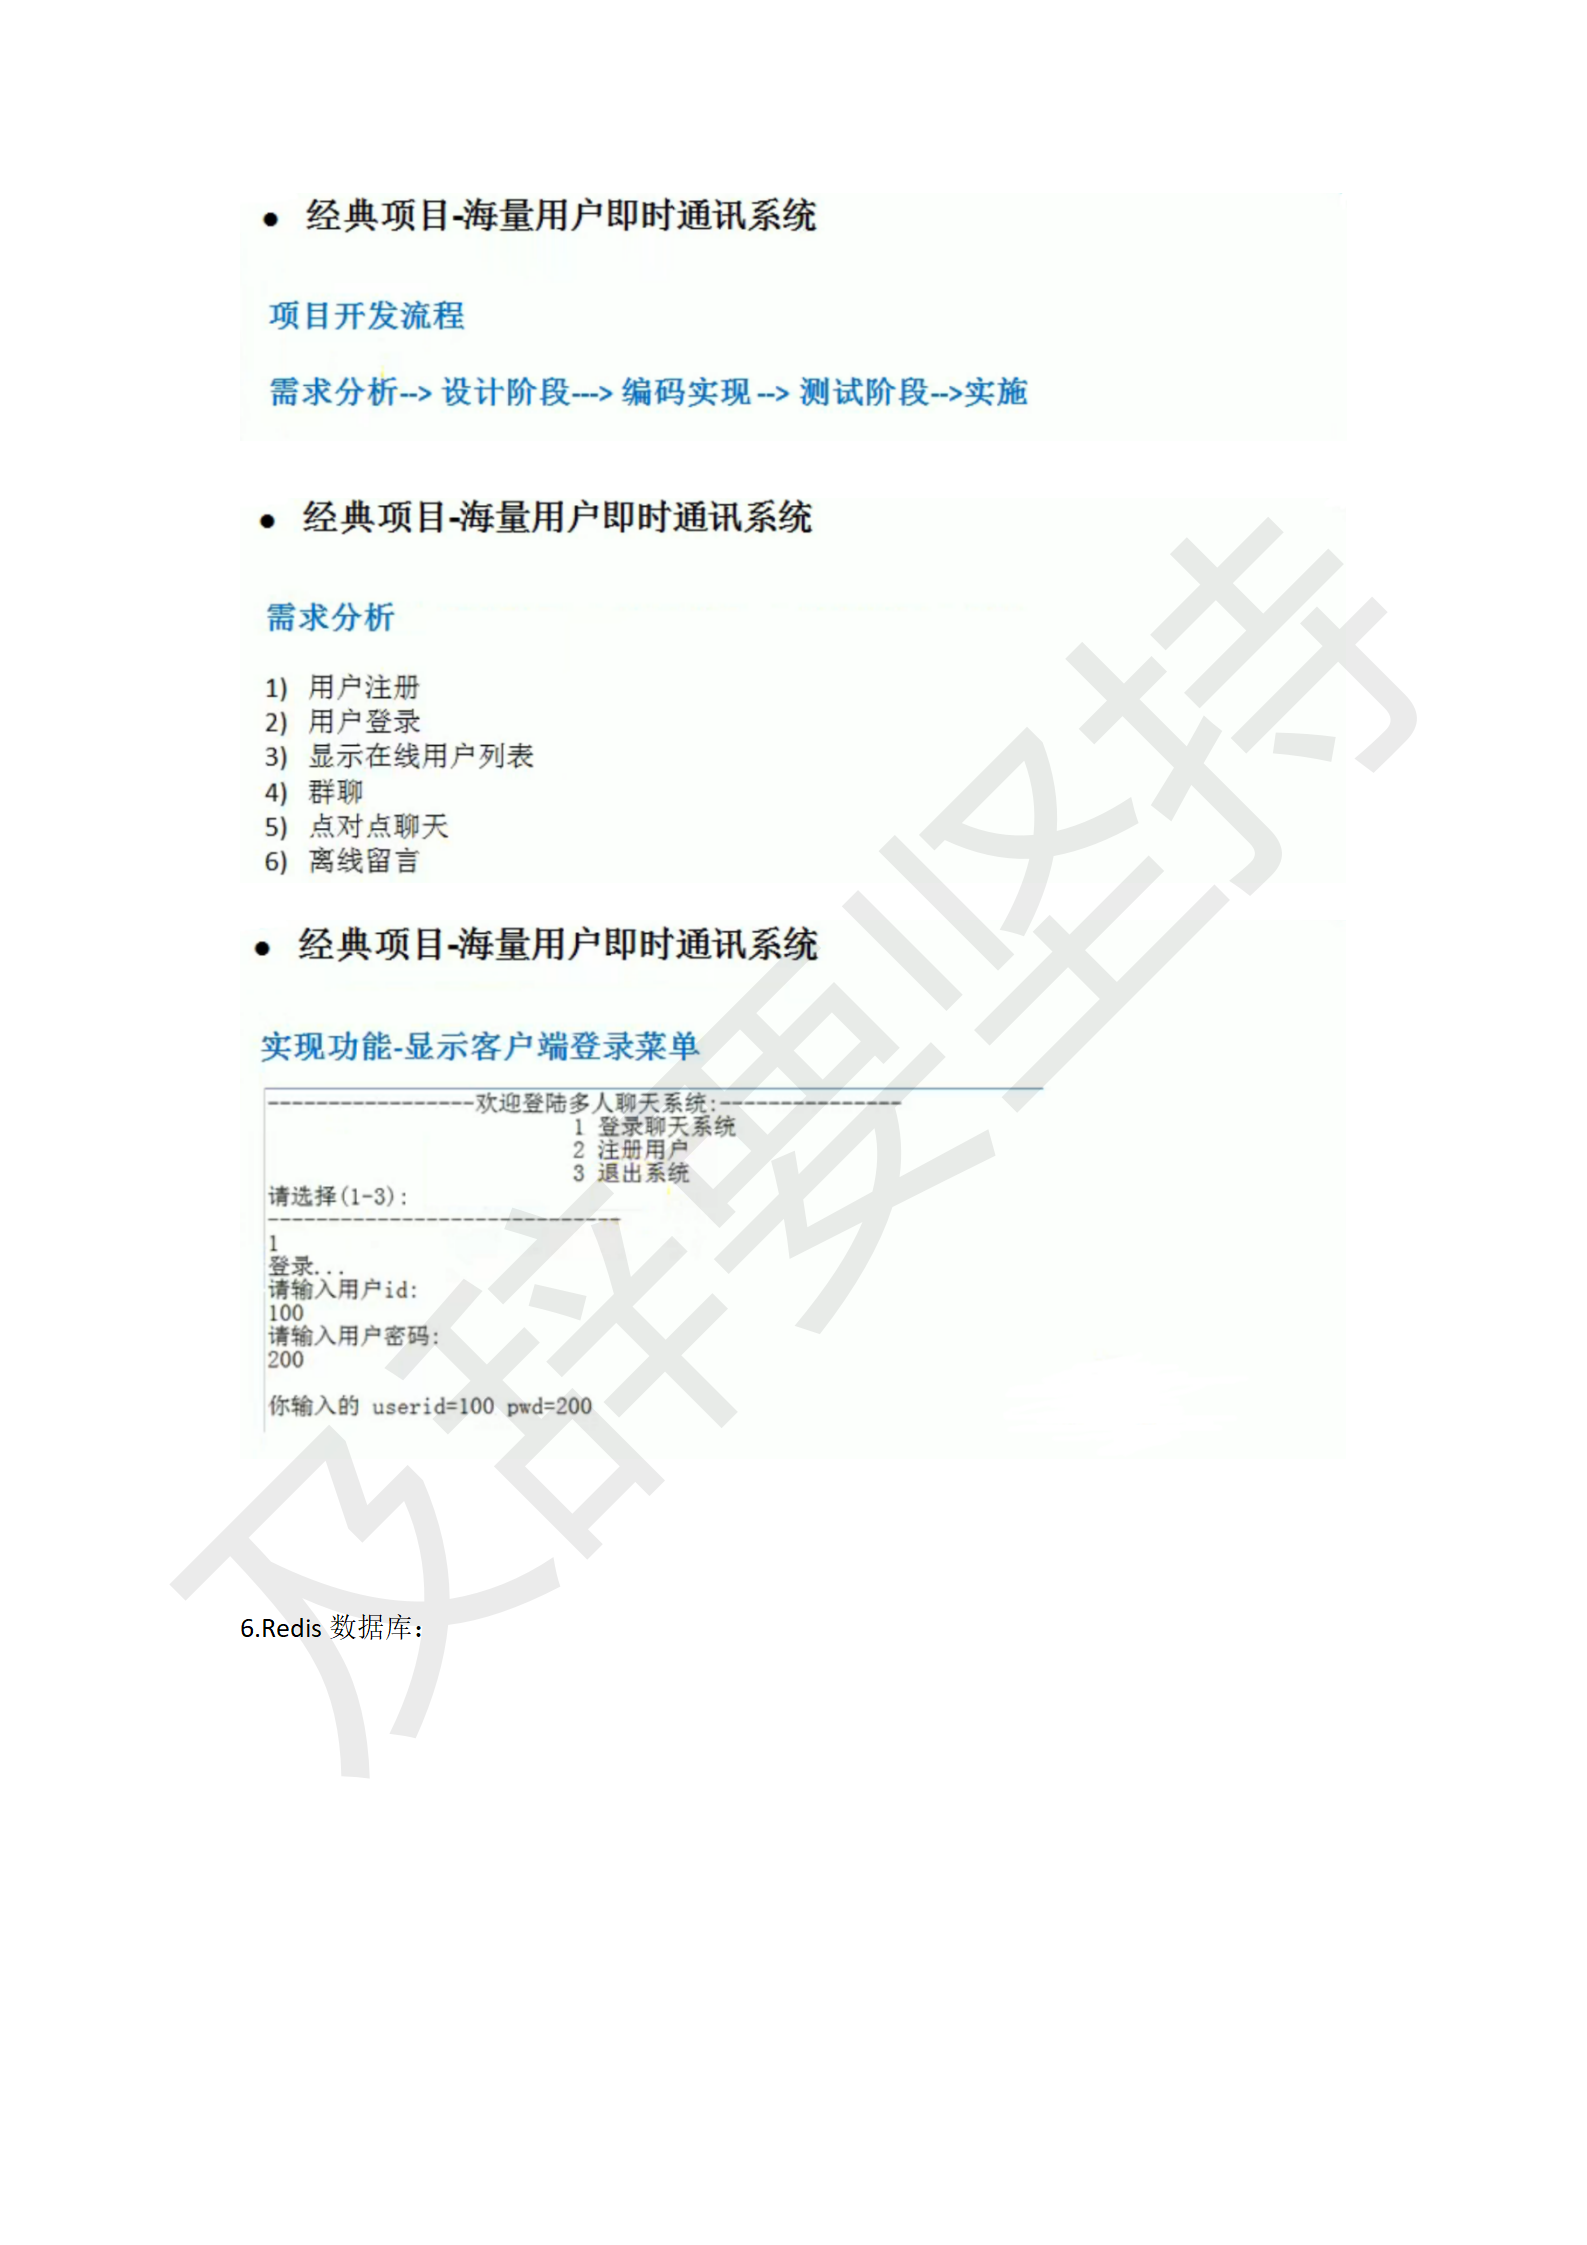 ● 经典项目-海量用户即时通讯系统
项目开发流程
需求分析--> 设计阶段---> 编码实现 --> 测试阶段-->实施
● 经典项目-海量用户即时通讯系统
需求分析
1) 用户注册
2) 用户登录
3) 显示在线用户列表
4) 群聊
5) 点对点聊天
6) 离线留言
● 经典项目-海量用户即时通讯系统
实现功能-显示客户端登录菜单
-----------------欢迎登陆多人聊天系统:---------------
1 登录聊天系统
2 注册用户
3 退出系统
请选择(1-3):
-----------------------------
1
登录...
请输入用户id:
100
请输入用户密码:
200
你输入的 userid=100 pwd=200
6.Redis 数据库：
及辞要坚持